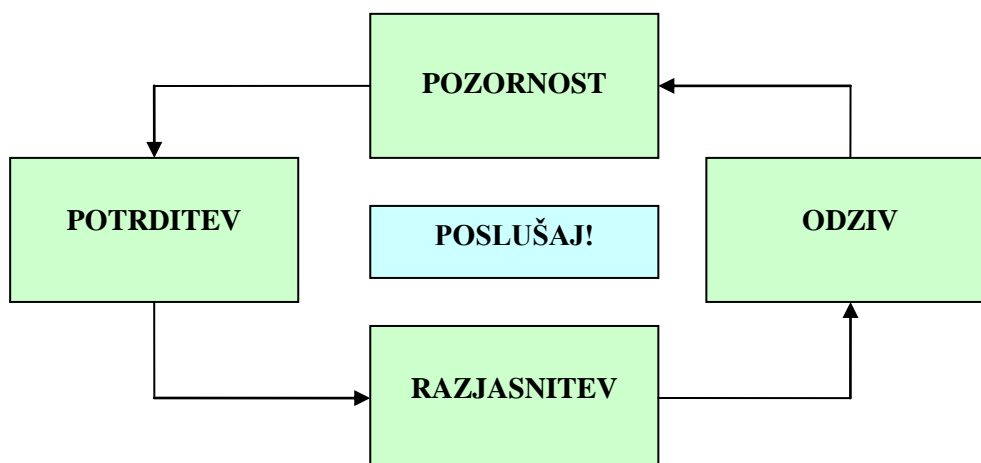 POZORNOST
POTRDITEV
POSLUŠAJ!
ODZIV
RAZJASNITEV